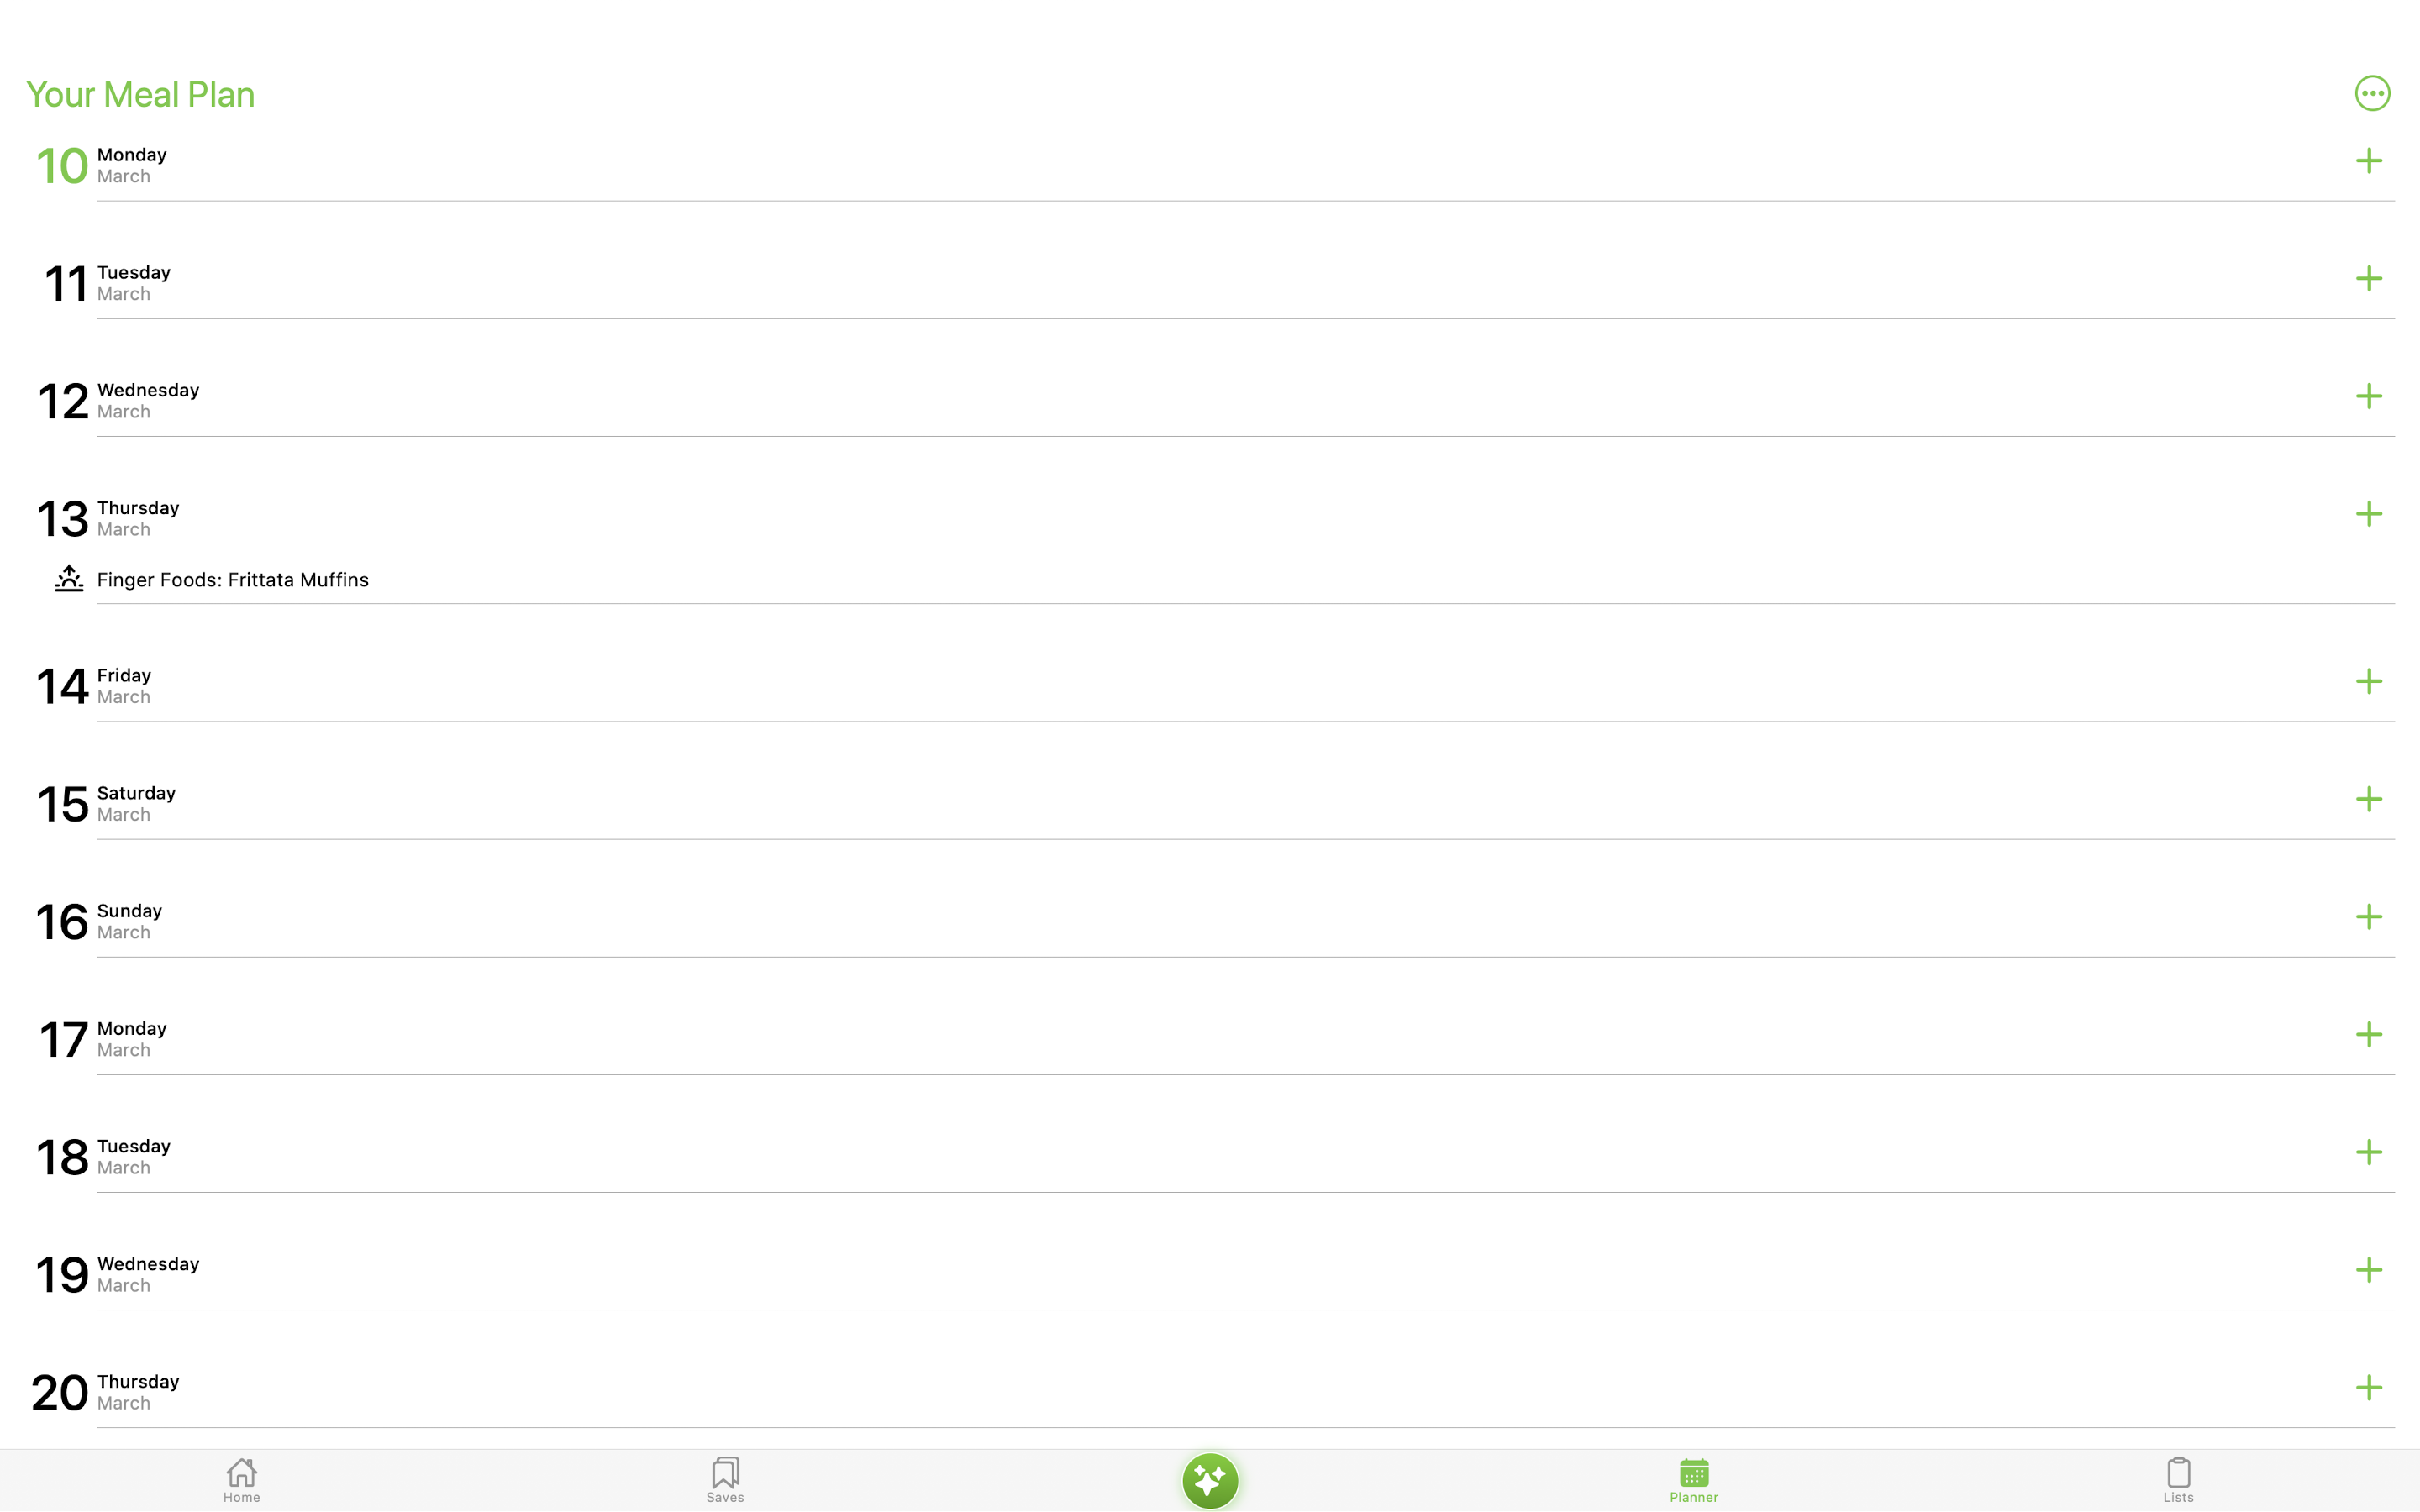 Your Meal Plan
10 Monday
March
11 Tuesday
March
12 Wednesday
March
13 Thursday
March
Finger Foods: Frittata Muffins
14 Friday
March
15 Saturday
March
16 Sunday
March
17 Monday
March
18 Tuesday
March
19 Wednesday
March
20 Thursday
March
Home
Saves
Planner
Lists